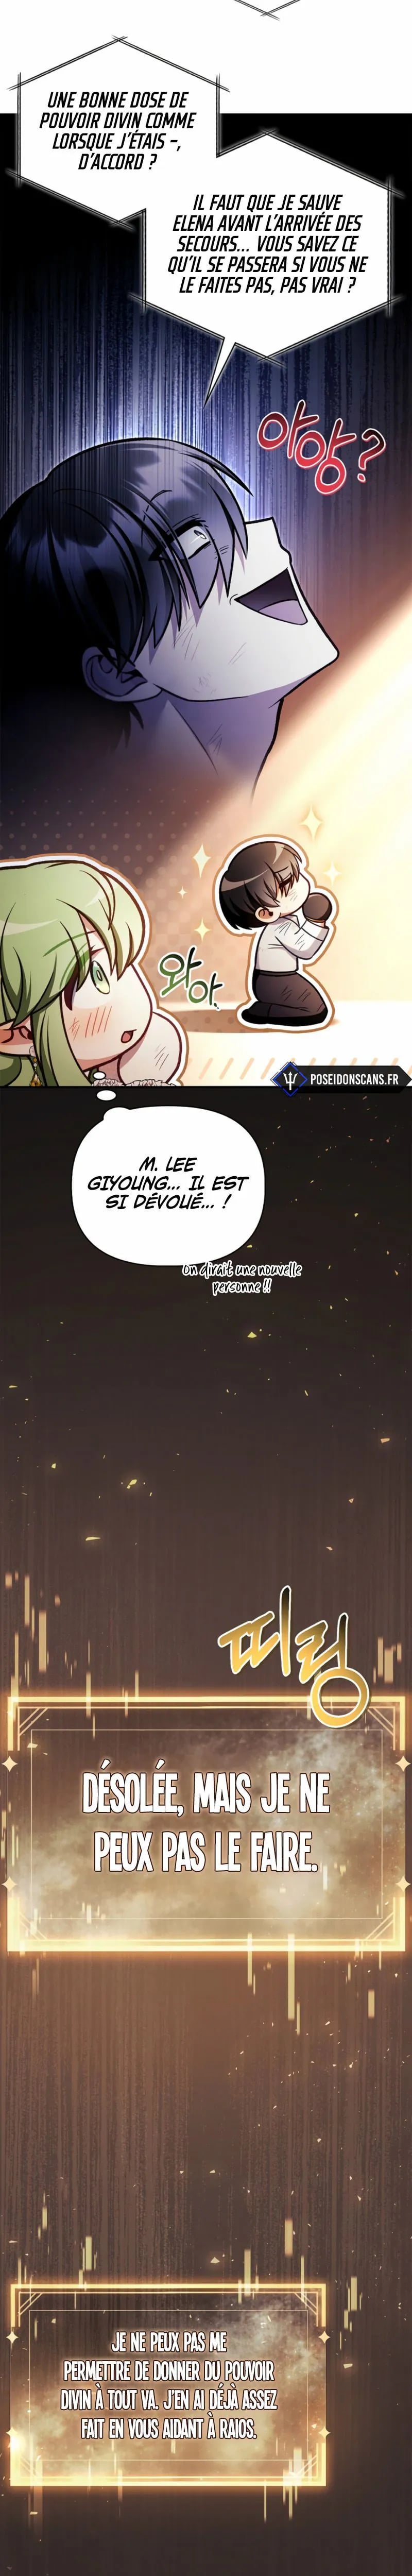 UNE BONNE DOSE DE
POUVOIR DIVIN COMME
LORSQUE J'ÉTAIS -,
D'ACCORD ?
IL FAUT QUE JE SAUVE
ELENA AVANT L'ARRIVÉE DES
SECOURS... VOUS SAVEZ CE
QU'IL SE PASSERA SI VOUS NE
LE FAITES PAS, PAS VRAI ?
아앙?
와아.
POSEIDONSCANS.FR
M. LEE
GIYOUNG... IL EST
SI DÉVOUÉ... !
on dirait une nouvelle
personne !!
띠링
DÉSOLÉE, MAIS JE NE
PEUX PAS LE FAIRE.
JE NE PEUX PAS ME
PERMETTRE DE DONNER DU POUVOIR
DIVIN À TOUT VA. J'EN AI DÉJÀ ASSEZ
FAIT EN VOUS AIDANT À RAIOS.